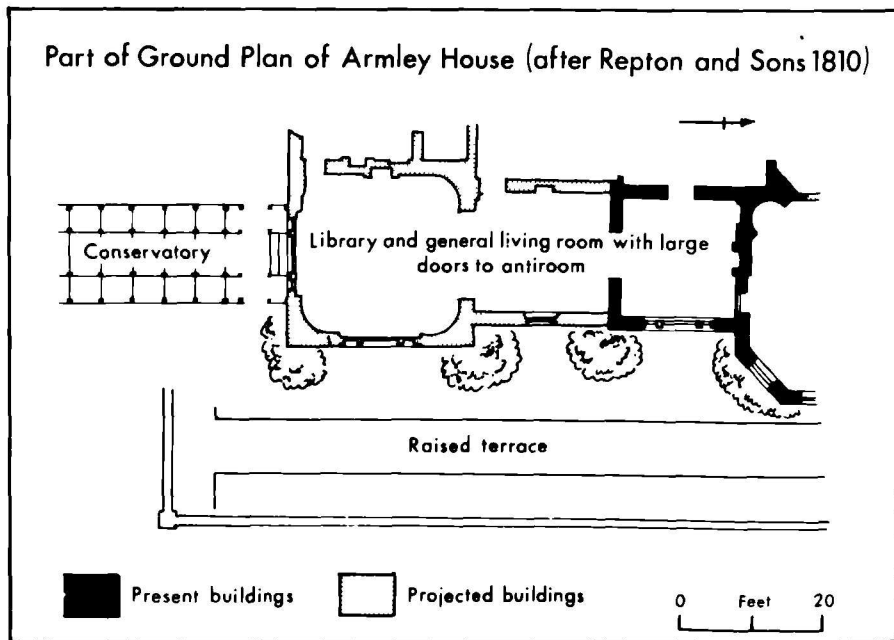 Part of Ground Plan of Armley House (after Repton and Sons 1810)
Conservatory
Library and general living room with large
doors to antiroom
Raised terrace
Present buildings
Projected buildings
0 Feet 20